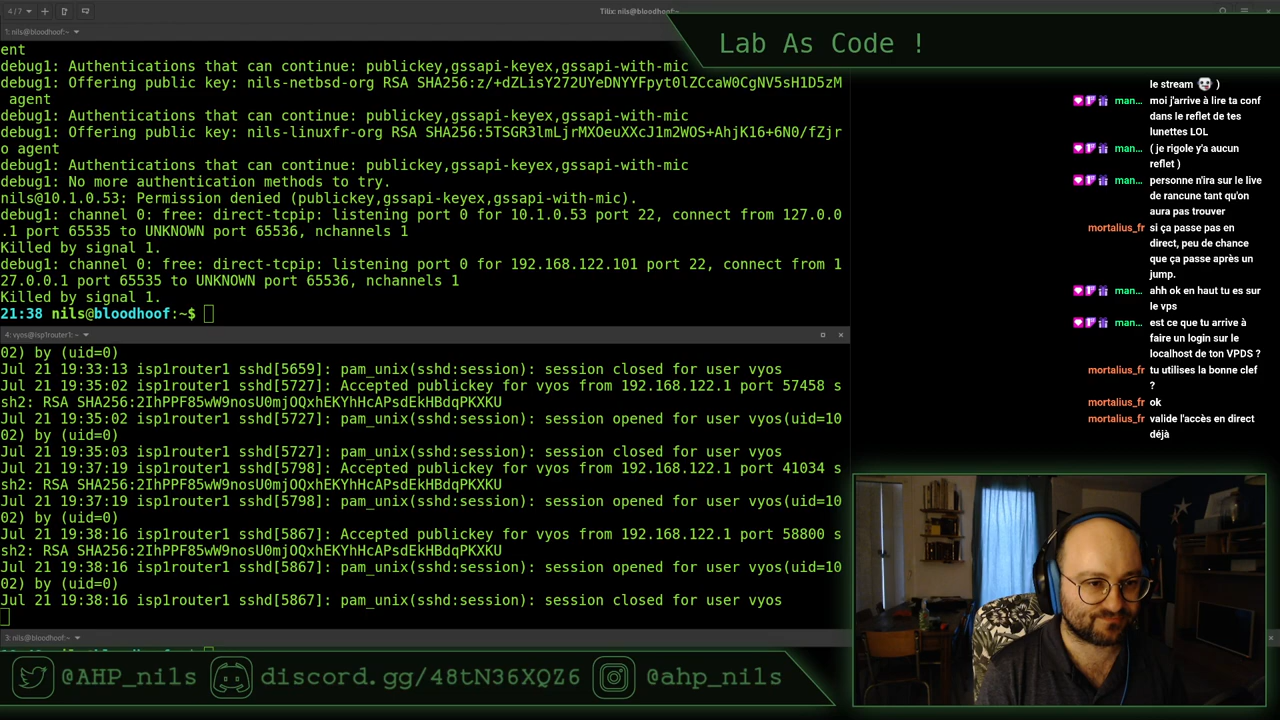 4/7
Tilix: nils@bloodhoof:~
1: nils@bloodhoof:~
Lab As Code !
ent
debug1: Authentications that can continue: publickey,gssapi-keyex,gssapi-with-mic
debug1: Offering public key: nils-netbsd-org RSA SHA256:z/+dZLisY272UYeDNYYFpyt0lZCcaW0CgNV5sH1D5zM
 agent
debug1: Authentications that can continue: publickey,gssapi-keyex,gssapi-with-mic
debug1: Offering public key: nils-linuxfr-org RSA SHA256:5TSGR3lmLjrMXOeuXXcJ1m2WOS+AhjK16+6N0/fZjr
o agent
debug1: Authentications that can continue: publickey,gssapi-keyex,gssapi-with-mic
debug1: No more authentication methods to try.
nils@10.1.0.53: Permission denied (publickey,gssapi-keyex,gssapi-with-mic).
debug1: channel 0: free: direct-tcpip: listening port 0 for 10.1.0.53 port 22, connect from 127.0.0
.1 port 65535 to UNKNOWN port 65536, nchannels 1
Killed by signal 1.
debug1: channel 0: free: direct-tcpip: listening port 0 for 192.168.122.101 port 22, connect from 1
27.0.0.1 port 65535 to UNKNOWN port 65536, nchannels 1
Killed by signal 1.
21:38 nils@bloodhoof:~$
4: vyos@isp1router1: ~
02) by (uid=0)
Jul 21 19:33:13 isp1router1 sshd[5659]: pam_unix(sshd:session): session closed for user vyos
Jul 21 19:35:02 isp1router1 sshd[5727]: Accepted publickey for vyos from 192.168.122.1 port 57458 s
sh2: RSA SHA256:2IhPPF85wW9nosU0mjOQxhEKYhHcAPsdEkHBdqPKXKU
Jul 21 19:35:02 isp1router1 sshd[5727]: pam_unix(sshd:session): session opened for user vyos(uid=10
02) by (uid=0)
Jul 21 19:35:03 isp1router1 sshd[5727]: pam_unix(sshd:session): session closed for user vyos
Jul 21 19:37:19 isp1router1 sshd[5798]: Accepted publickey for vyos from 192.168.122.1 port 41034 s
sh2: RSA SHA256:2IhPPF85wW9nosU0mjOQxhEKYhHcAPsdEkHBdqPKXKU
Jul 21 19:37:19 isp1router1 sshd[5798]: pam_unix(sshd:session): session opened for user vyos(uid=10
02) by (uid=0)
Jul 21 19:38:16 isp1router1 sshd[5867]: Accepted publickey for vyos from 192.168.122.1 port 58800 s
sh2: RSA SHA256:2IhPPF85wW9nosU0mjOQxhEKYhHcAPsdEkHBdqPKXKU
Jul 21 19:38:16 isp1router1 sshd[5867]: pam_unix(sshd:session): session opened for user vyos(uid=10
02) by (uid=0)
Jul 21 19:38:16 isp1router1 sshd[5867]: pam_unix(sshd:session): session closed for user vyos
3: nils@bloodhoof:~
@AHP_nils
discord.gg/48tN36XQZ6
@ahp_nils
le stream )
man... moi j'arrive à lire ta conf
dans le reflet de tes
lunettes LOL
man... ( je rigole y'a aucun
reflet )
man... personne n'ira sur le live
de rancune tant qu'on
aura pas trouver
mortalius_fr si ça passe pas en
direct, peu de chance
que ça passe après un
jump.
man... ahh ok en haut tu es sur
le vps
man... est ce que tu arrive à
faire un login sur le
localhost de ton VPDS ?
mortalius_fr tu utilises la bonne clef
?
mortalius_fr ok
mortalius_fr valide l'accès en direct
déjà